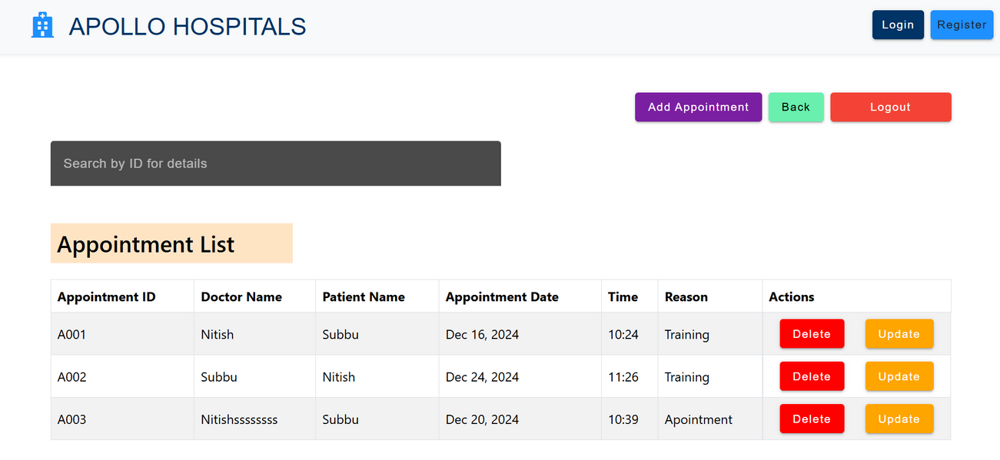 APOLLO HOSPITALS
Login Register
Add Appointment Back Logout
Search by ID for details
Appointment List
Appointment ID Doctor Name Patient Name Appointment Date Time Reason Actions
A001 Nitish Subbu Dec 16, 2024 10:24 Training Delete Update
A002 Subbu Nitish Dec 24, 2024 11:26 Training Delete Update
A003 Nitishssssssss Subbu Dec 20, 2024 10:39 Apointment Delete Update